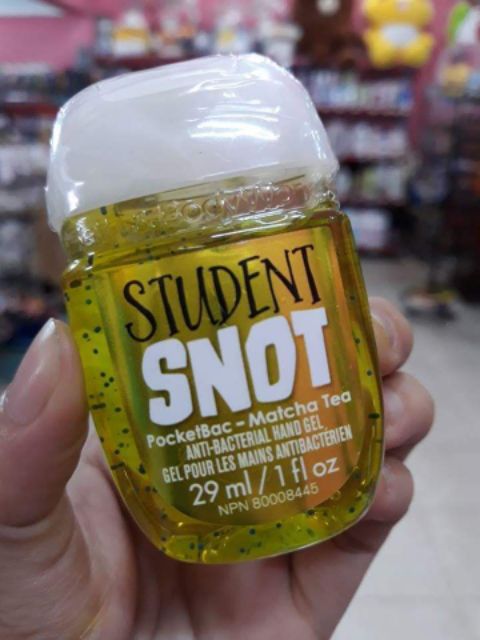 STUDENT
SNOT
PocketBac - Matcha Tea
ANTI-BACTERIAL HAND GEL
GEL POUR LES MAINS ANTIBACTÉRIEN
29 ml / 1 fl oz
NPN 80008445